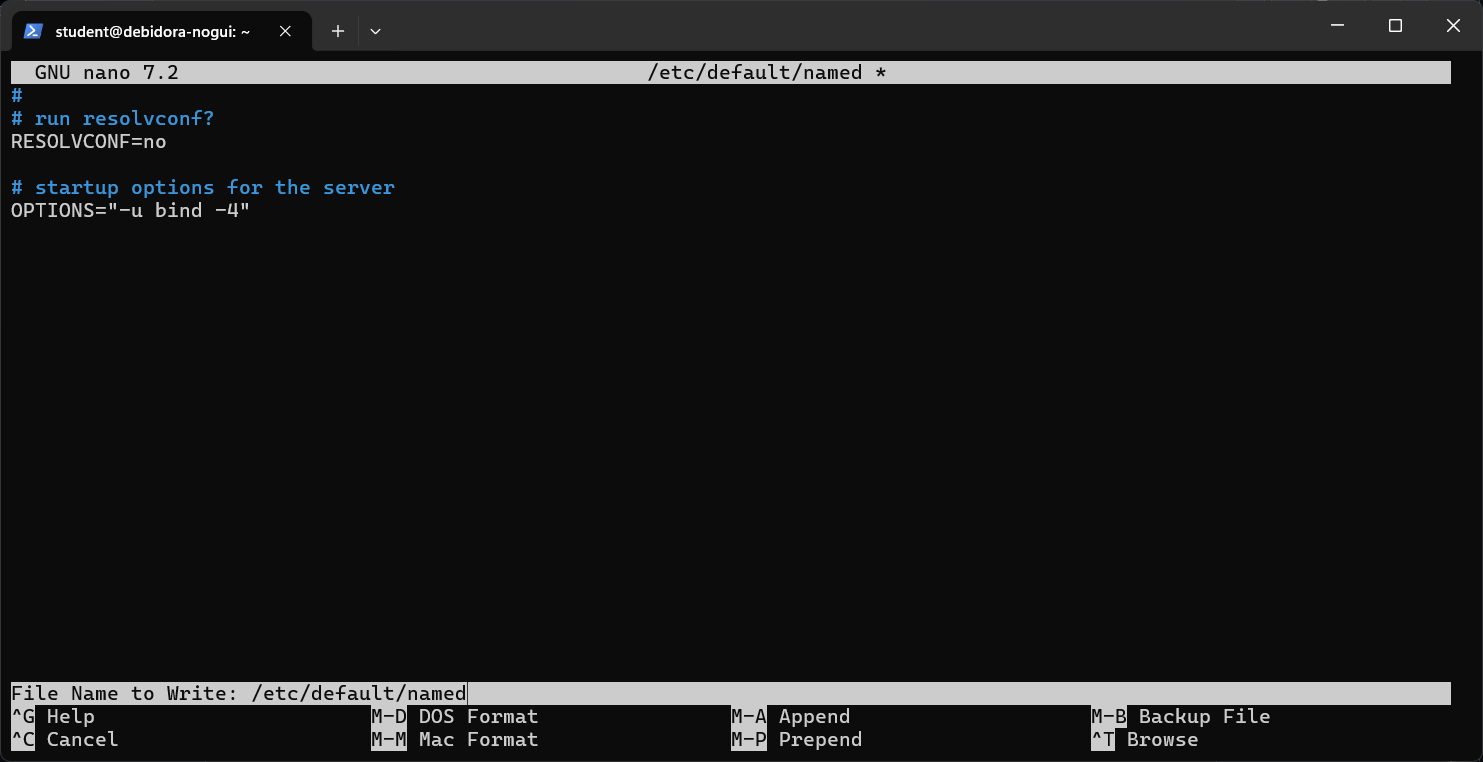 student@debidora-nogui: ~
GNU nano 7.2 /etc/default/named *
#
# run resolvconf?
RESOLVCONF=no
# startup options for the server
OPTIONS="-u bind -4"
File Name to Write: /etc/default/named
^G Help M-D DOS Format M-A Append M-B Backup File
^C Cancel M-M Mac Format M-P Prepend ^T Browse